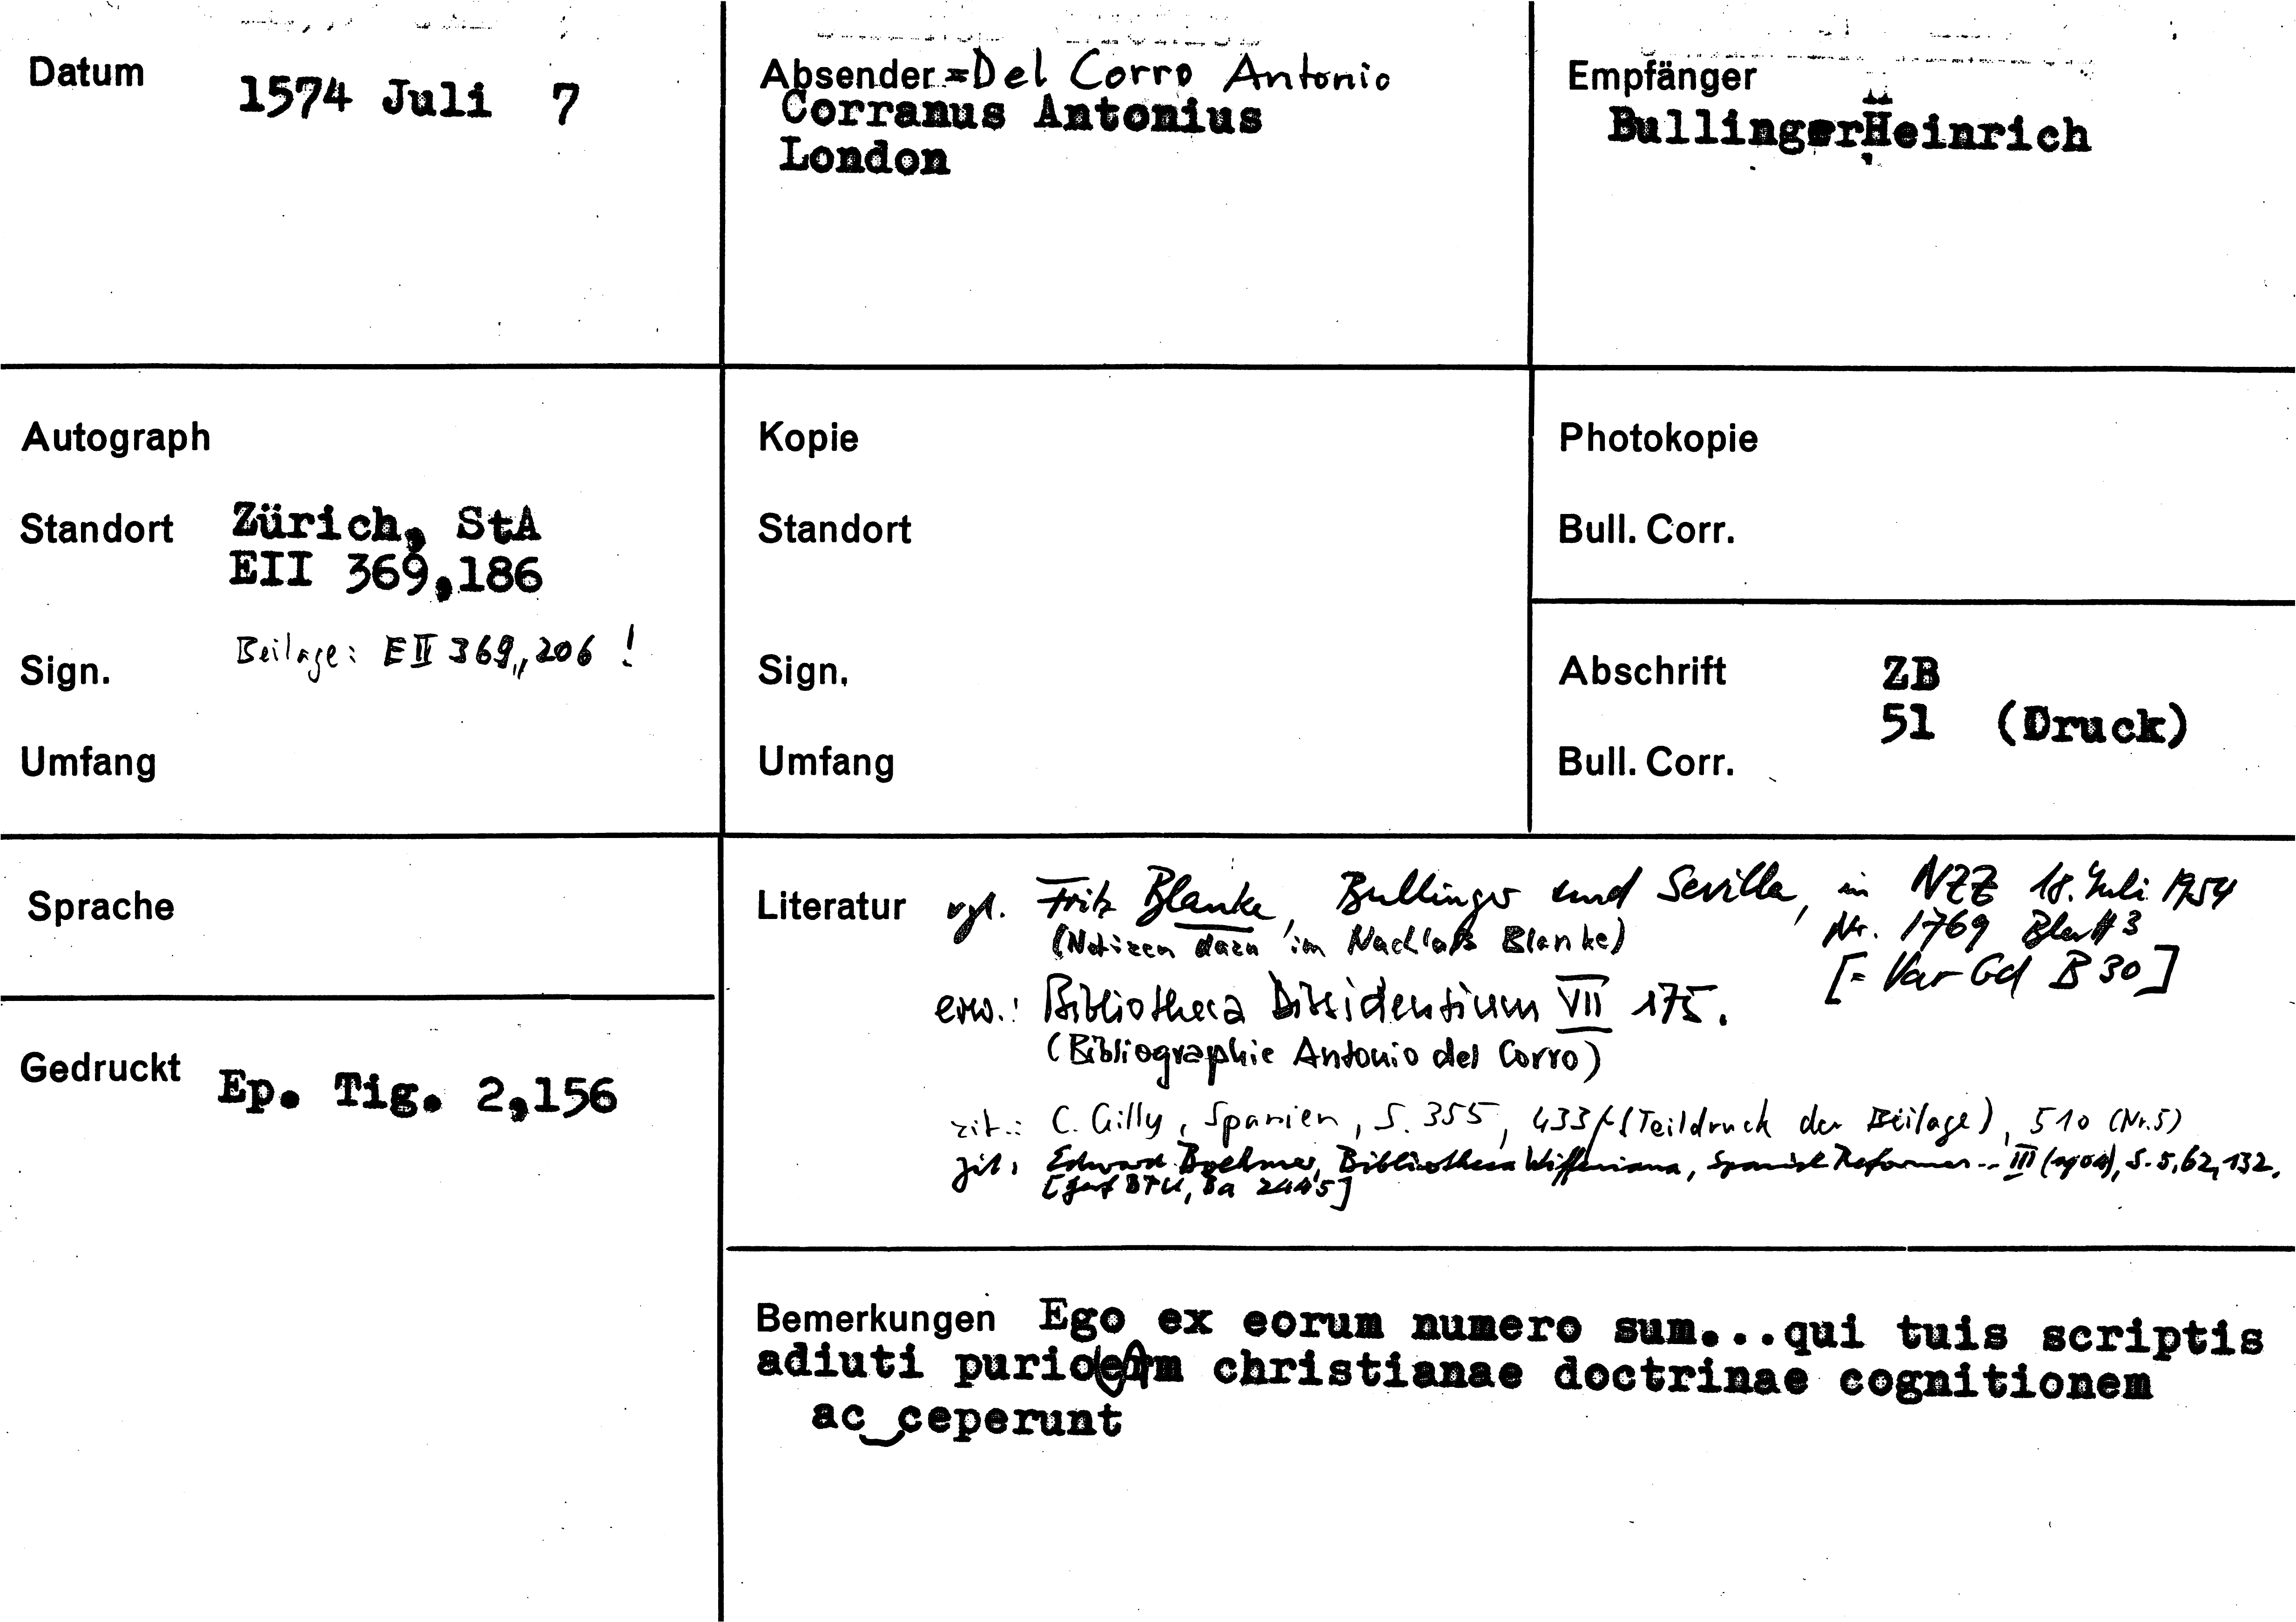 Datum 1574 Juli 7
Absender = Del Corro Antonio
Corranus Antonius
London
Empfänger
Bullinger Heinrich
Autograph
Standort Zürich, StA
EII 369,186
Sign. Beilage: E II 369,, 206 !
Umfang
Kopie
Standort
Sign.
Umfang
Photokopie
Bull. Corr.
Abschrift ZB
51 (Druck)
Bull. Corr.
Sprache
Gedruckt Ep. Tig. 2,156
Literatur vgl. Fritz Blanke, Bullinger und Sevilla, in NZZ 18. Juli 1954
Nr. 1769 Blatt 3
(Notizen dazu im Nachlaß Blanke)
[= Var Gd B 30]
erw.: Bibliotheca Dissidentium VII 175.
(Bibliographie Antonio del Corro)
zit.: C. Gilly, Spanien, S. 355, 433f (Teildruck der Beilage), 510 (Nr. 5)
zit: Edward Boehmer, Bibliotheca Wiffeniana, Spanish Reformers .. III (1904), S. 5, 62, 132.
Bemerkungen Ego ex eorum numero sum...qui tuis scriptis
adiuti puriorem christianae doctrinae cognitionem
ac ceperunt